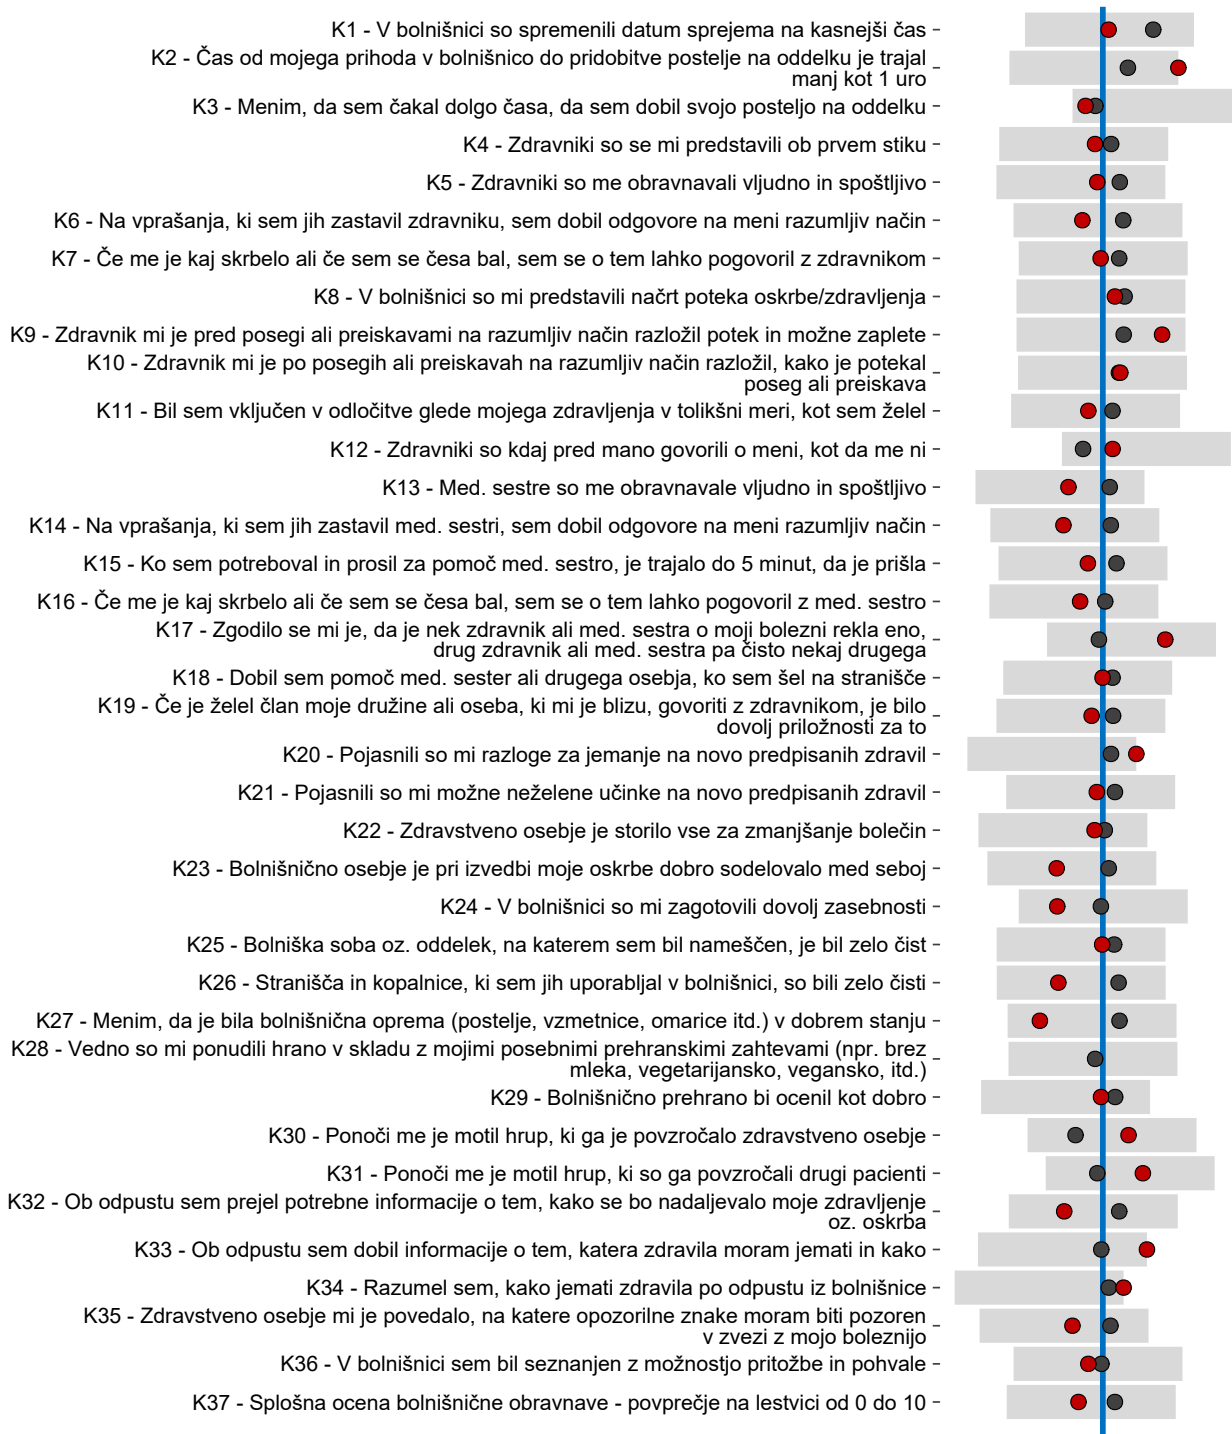 K1 - V bolnišnici so spremenili datum sprejema na kasnejši čas
K2 - Čas od mojega prihoda v bolnišnico do pridobitve postelje na oddelku je trajal
manj kot 1 uro
K3 - Menim, da sem čakal dolgo časa, da sem dobil svojo posteljo na oddelku
K4 - Zdravniki so se mi predstavili ob prvem stiku
K5 - Zdravniki so me obravnavali vljudno in spoštljivo
K6 - Na vprašanja, ki sem jih zastavil zdravniku, sem dobil odgovore na meni razumljiv način
K7 - Če me je kaj skrbelo ali če sem se česa bal, sem se o tem lahko pogovoril z zdravnikom
K8 - V bolnišnici so mi predstavili načrt poteka oskrbe/zdravljenja
K9 - Zdravnik mi je pred posegi ali preiskavami na razumljiv način razložil potek in možne zaplete
K10 - Zdravnik mi je po posegih ali preiskavah na razumljiv način razložil, kako je potekal
poseg ali preiskava
K11 - Bil sem vključen v odločitve glede mojega zdravljenja v tolikšni meri, kot sem želel
K12 - Zdravniki so kdaj pred mano govorili o meni, kot da me ni
K13 - Med. sestre so me obravnavale vljudno in spoštljivo
K14 - Na vprašanja, ki sem jih zastavil med. sestri, sem dobil odgovore na meni razumljiv način
K15 - Ko sem potreboval in prosil za pomoč med. sestro, je trajalo do 5 minut, da je prišla
K16 - Če me je kaj skrbelo ali če sem se česa bal, sem se o tem lahko pogovoril z med. sestro
K17 - Zgodilo se mi je, da je nek zdravnik ali med. sestra o moji bolezni rekla eno,
drug zdravnik ali med. sestra pa čisto nekaj drugega
K18 - Dobil sem pomoč med. sester ali drugega osebja, ko sem šel na stranišče
K19 - Če je želel član moje družine ali oseba, ki mi je blizu, govoriti z zdravnikom, je bilo
dovolj priložnosti za to
K20 - Pojasnili so mi razloge za jemanje na novo predpisanih zdravil
K21 - Pojasnili so mi možne neželene učinke na novo predpisanih zdravil
K22 - Zdravstveno osebje je storilo vse za zmanjšanje bolečin
K23 - Bolnišnično osebje je pri izvedbi moje oskrbe dobro sodelovalo med seboj
K24 - V bolnišnici so mi zagotovili dovolj zasebnosti
K25 - Bolniška soba oz. oddelek, na katerem sem bil nameščen, je bil zelo čist
K26 - Stranišča in kopalnice, ki sem jih uporabljal v bolnišnici, so bili zelo čisti
K27 - Menim, da je bila bolnišnična oprema (postelje, vzmetnice, omarice itd.) v dobrem stanju
K28 - Vedno so mi ponudili hrano v skladu z mojimi posebnimi prehranskimi zahtevami (npr. brez
mleka, vegetarijansko, vegansko, itd.)
K29 - Bolnišnično prehrano bi ocenil kot dobro
K30 - Ponoči me je motil hrup, ki ga je povzročalo zdravstveno osebje
K31 - Ponoči me je motil hrup, ki so ga povzročali drugi pacienti
K32 - Ob odpustu sem prejel potrebne informacije o tem, kako se bo nadaljevalo moje zdravljenje
oz. oskrba
K33 - Ob odpustu sem dobil informacije o tem, katera zdravila moram jemati in kako
K34 - Razumel sem, kako jemati zdravila po odpustu iz bolnišnice
K35 - Zdravstveno osebje mi je povedalo, na katere opozorilne znake moram biti pozoren
v zvezi z mojo boleznijo
K36 - V bolnišnici sem bil seznanjen z možnostjo pritožbe in pohvale
K37 - Splošna ocena bolnišnične obravnave - povprečje na lestvici od 0 do 10